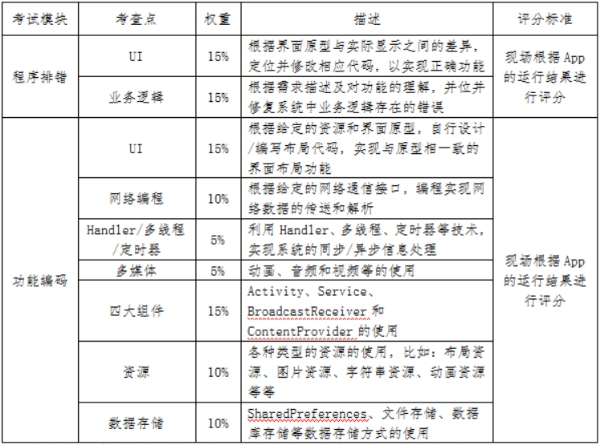 考试模块 考查点 权重 描述 评分标准
程序排错
UI 15% 根据界面原型与实际显示之间的差异，
定位并修改相应代码，以实现正确功能
业务逻辑 15% 根据需求描述及对功能的理解，并位并
修复系统中业务逻辑存在的错误
现场根据 App
的运行结果进
行评分
功能编码
UI 15% 根据给定的资源和界面原型，自行设计
/编写布局代码，实现与原型相一致的
界面布局功能
网络编程 10% 根据给定的网络通信接口，编程实现网
络数据的传送和解析
Handler/多线程
/定时器
5% 利用 Handler、多线程、定时器等技术，
实现系统的同步/异步信息处理
多媒体 5% 动画、音频和视频等的使用
四大组件 15% Activity、Service、
BroadcastReceiver 和
ContentProvider 的使用
资源 10% 各种类型的资源的使用，比如：布局资
源、图片资源、字符串资源、动画资源
等等
数据存储 10% SharedPreferences、文件存储、数据
库存储等数据存储方式的使用
现场根据 App
的运行结果进
行评分